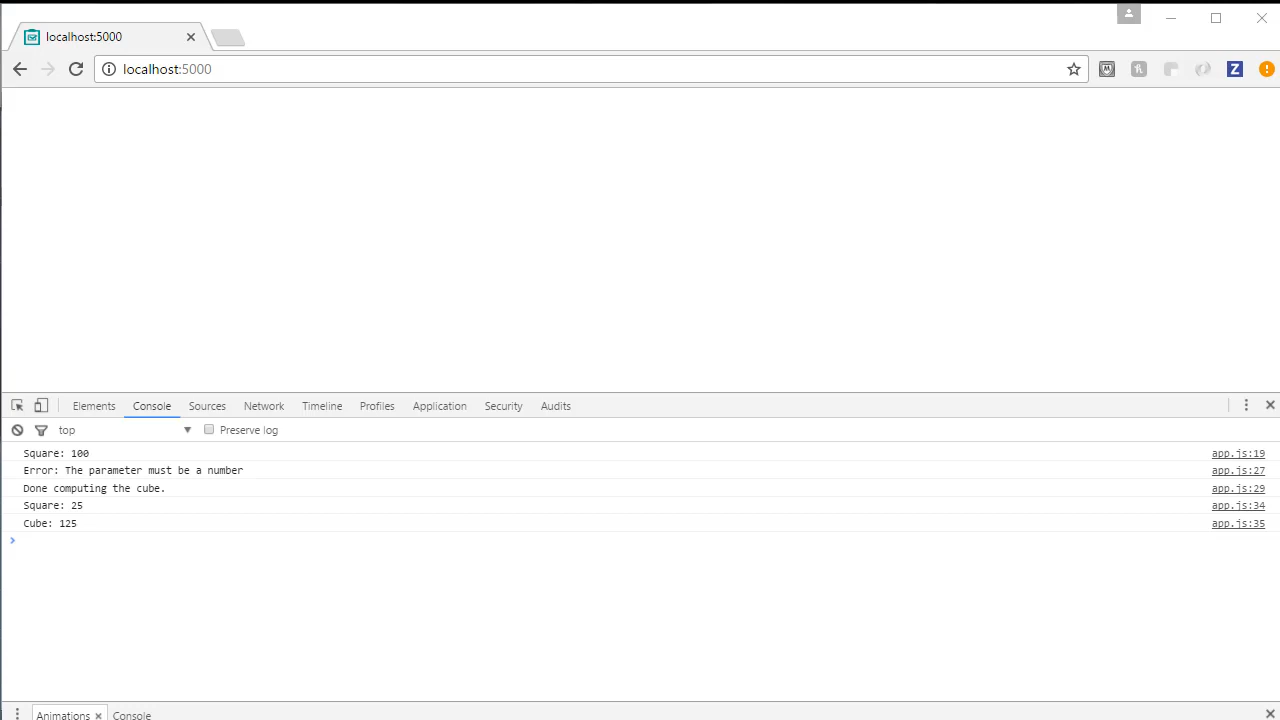 localhost:5000
localhost:5000
Z
Elements Console Sources Network Timeline Profiles Application Security Audits
top Preserve log
Square: 100 app.js:19
Error: The parameter must be a number app.js:27
Done computing the cube. app.js:29
Square: 25 app.js:34
Cube: 125 app.js:35
Animations Console